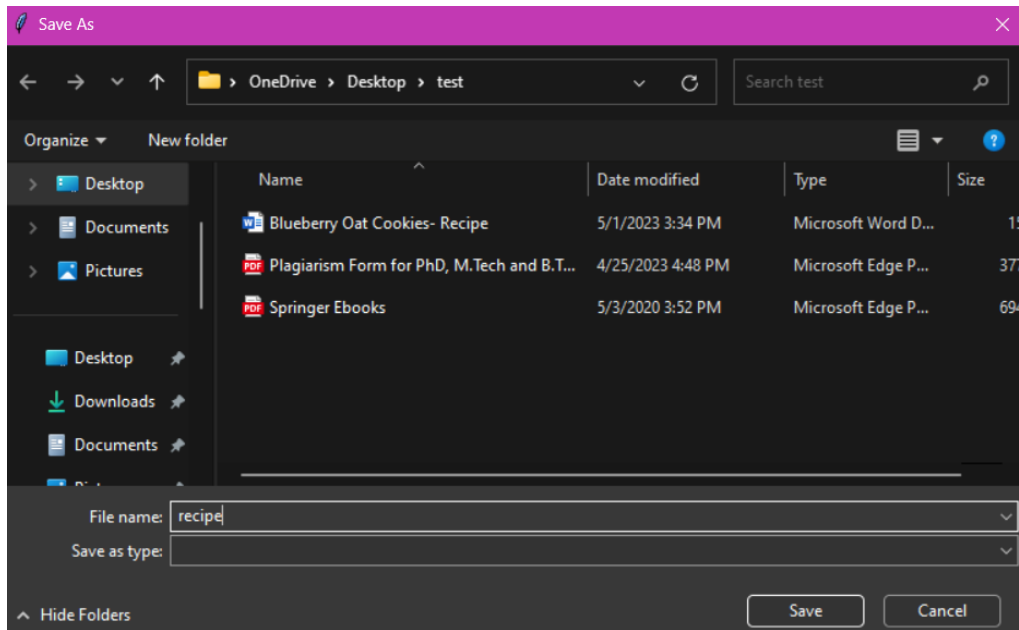 Save As
OneDrive > Desktop > test
Search test
Organize
New folder
Name Date modified Type Size
Desktop
Documents
Pictures
Blueberry Oat Cookies- Recipe 5/1/2023 3:34 PM Microsoft Word D...
Plagiarism Form for PhD, M.Tech and B.T... 4/25/2023 4:48 PM Microsoft Edge P...
Springer Ebooks 5/3/2020 3:52 PM Microsoft Edge P...
Desktop
Downloads
Documents
File name: recipe
Save as type:
Hide Folders
Save
Cancel